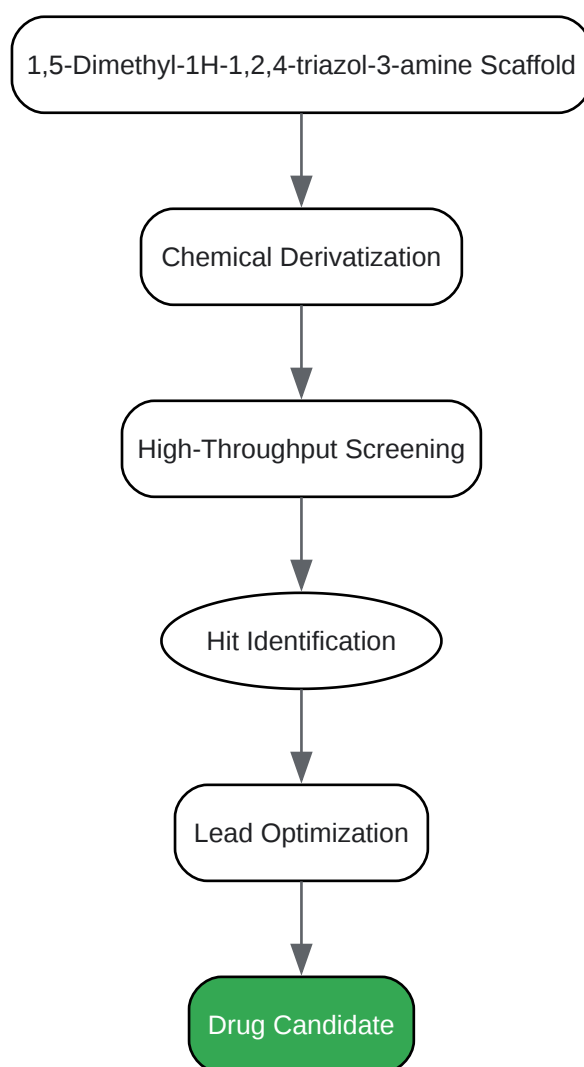 1,5-Dimethyl-1H-1,2,4-triazol-3-amine Scaffold
Chemical Derivatization
High-Throughput Screening
Hit Identification
Lead Optimization
Drug Candidate